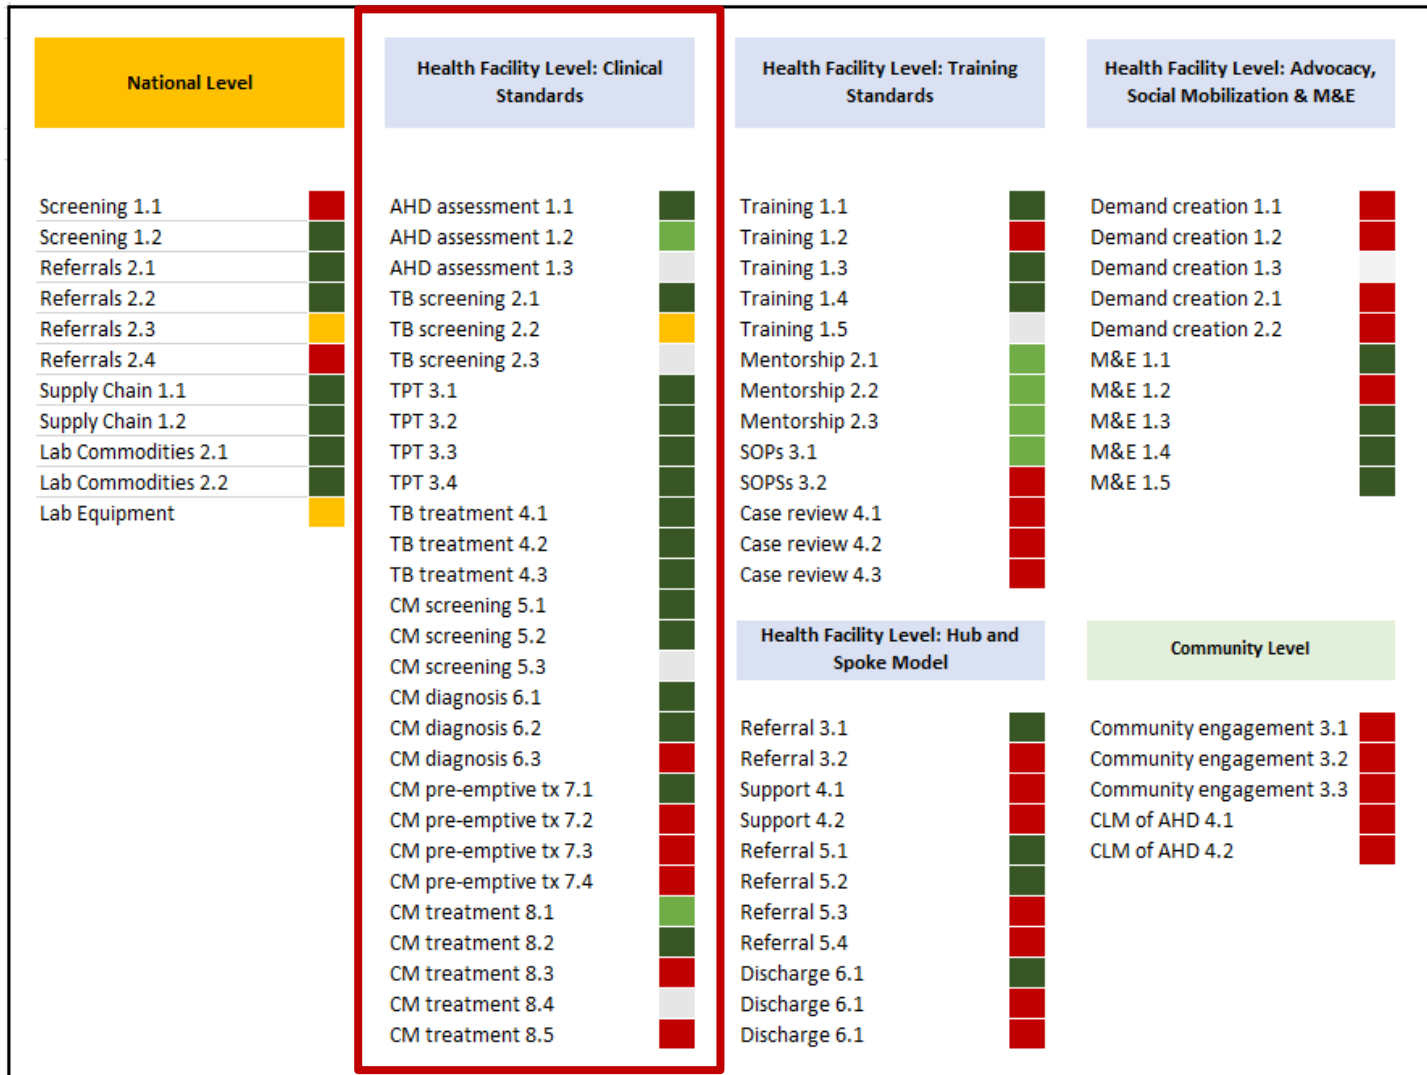 National Level
Screening 1.1
Screening 1.2
Referrals 2.1
Referrals 2.2
Referrals 2.3
Referrals 2.4
Supply Chain 1.1
Supply Chain 1.2
Lab Commodities 2.1
Lab Commodities 2.2
Lab Equipment
Health Facility Level: Clinical
Standards
AHD assessment 1.1
AHD assessment 1.2
AHD assessment 1.3
TB screening 2.1
TB screening 2.2
TB screening 2.3
TPT 3.1
TPT 3.2
TPT 3.3
TPT 3.4
TB treatment 4.1
TB treatment 4.2
TB treatment 4.3
CM screening 5.1
CM screening 5.2
CM screening 5.3
CM diagnosis 6.1
CM diagnosis 6.2
CM diagnosis 6.3
CM pre-emptive tx 7.1
CM pre-emptive tx 7.2
CM pre-emptive tx 7.3
CM pre-emptive tx 7.4
CM treatment 8.1
CM treatment 8.2
CM treatment 8.3
CM treatment 8.4
CM treatment 8.5
Health Facility Level: Training
Standards
Training 1.1
Training 1.2
Training 1.3
Training 1.4
Training 1.5
Mentorship 2.1
Mentorship 2.2
Mentorship 2.3
SOPs 3.1
SOPSs 3.2
Case review 4.1
Case review 4.2
Case review 4.3
Health Facility Level: Hub and
Spoke Model
Referral 3.1
Referral 3.2
Support 4.1
Support 4.2
Referral 5.1
Referral 5.2
Referral 5.3
Referral 5.4
Discharge 6.1
Discharge 6.1
Discharge 6.1
Health Facility Level: Advocacy,
Social Mobilization & M&E
Demand creation 1.1
Demand creation 1.2
Demand creation 1.3
Demand creation 2.1
Demand creation 2.2
M&E 1.1
M&E 1.2
M&E 1.3
M&E 1.4
M&E 1.5
Community Level
Community engagement 3.1
Community engagement 3.2
Community engagement 3.3
CLM of AHD 4.1
CLM of AHD 4.2